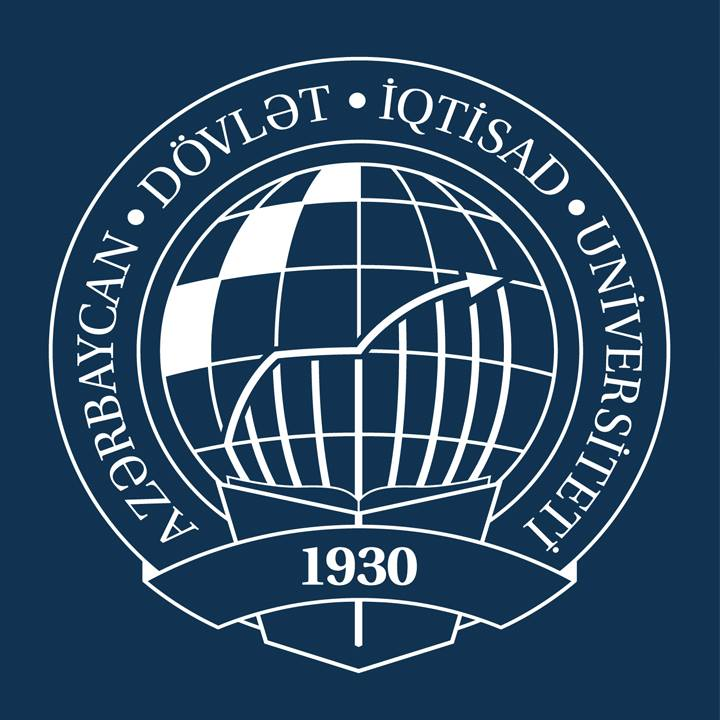 AZƏRBAYCAN • DÖVLƏT • İQTİSAD • UNİVERSİTETİ
1930